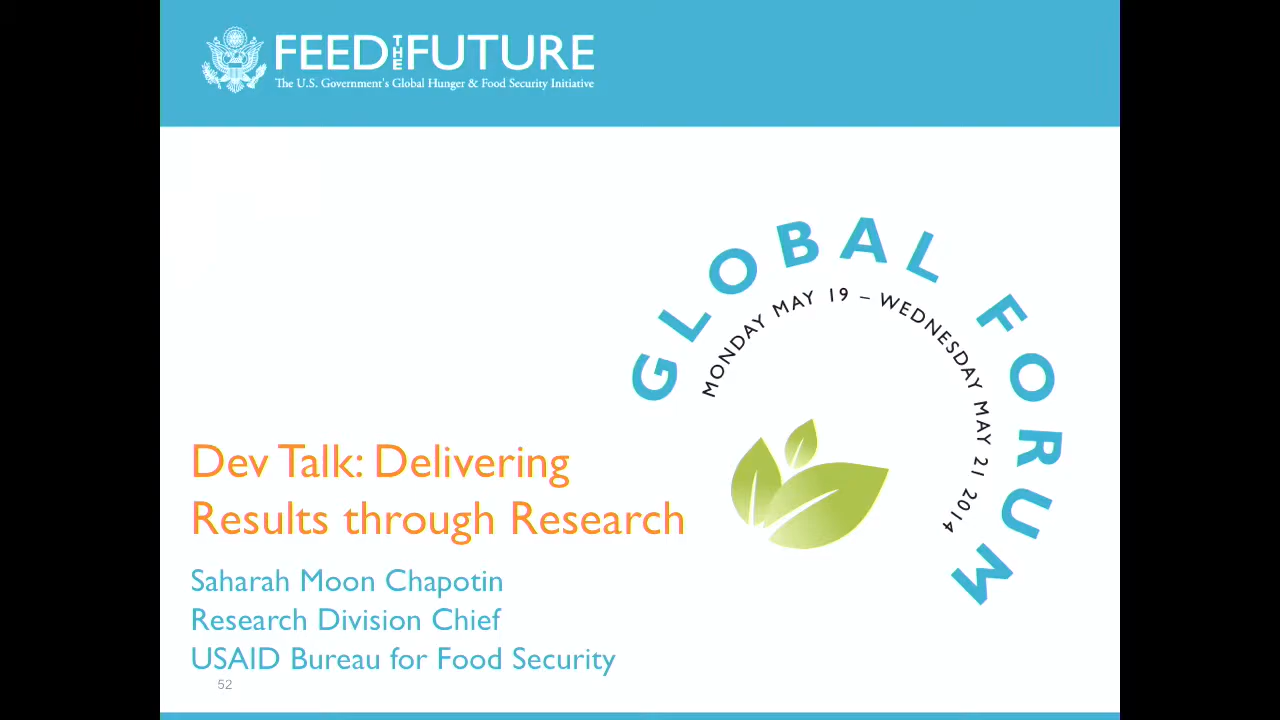 FEED THE FUTURE
The U.S. Government's Global Hunger & Food Security Initiative
GLOBAL FORUM
MONDAY MAY 19 – WEDNESDAY MAY 21 2014
Dev Talk: Delivering
Results through Research
Saharah Moon Chapotin
Research Division Chief
USAID Bureau for Food Security
52